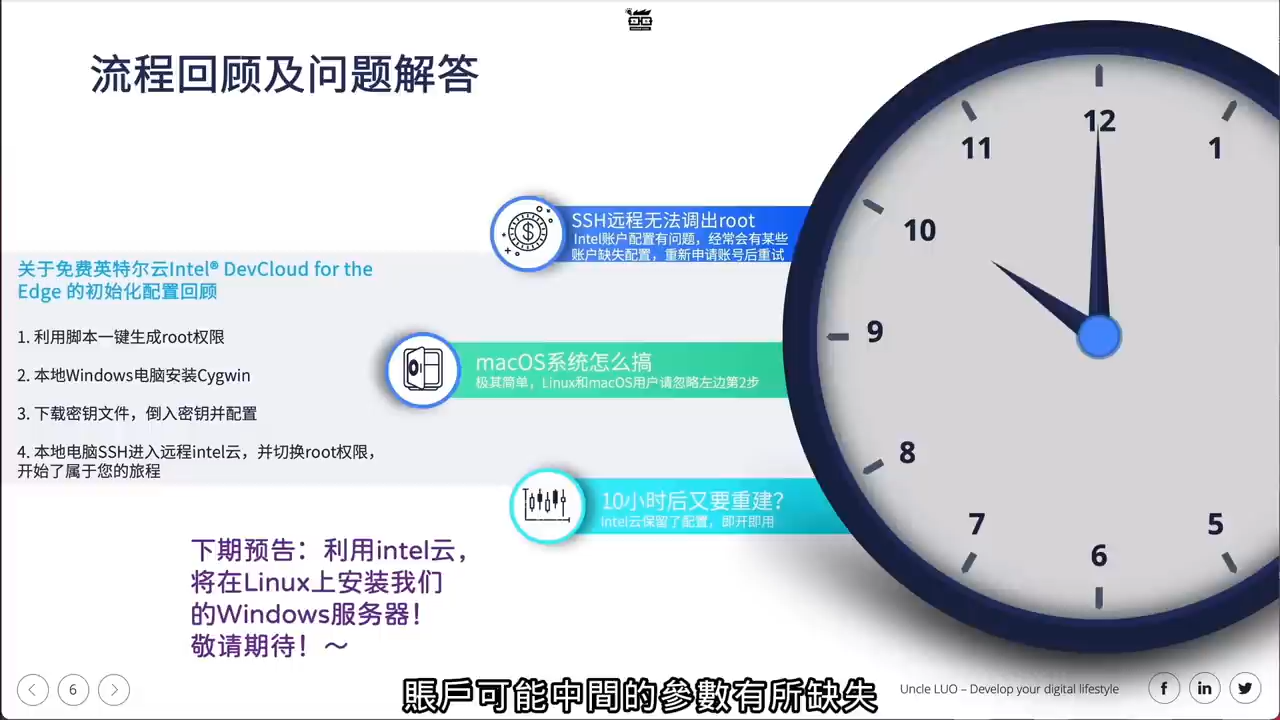 流程回顾及问题解答
SSH远程无法调出root
Intel账户配置有问题，经常会有某些
账户缺失配置，重新申请账号后重试
关于免费英特尔云Intel® DevCloud for the
Edge 的初始化配置回顾
1. 利用脚本一键生成root权限
2. 本地Windows电脑安装Cygwin
3. 下载密钥文件，倒入密钥并配置
4. 本地电脑SSH进入远程intel云，并切换root权限，
开始了属于您的旅程
macOS系统怎么搞
极其简单，Linux和macOS用户请忽略左边第2步
10小时后又要重建？
Intel云保留了配置，即开即用
下期预告：利用intel云，
将在Linux上安装我们
的Windows服务器！
敬请期待！～
12
11
1
10
9
8
7
5
6
6
賬戶可能中間的參數有所缺失
Uncle LUO – Develop your digital lifestyle